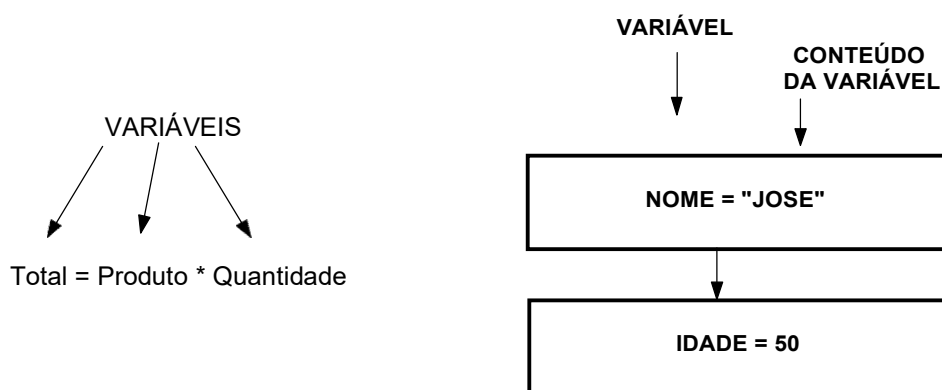 VARIÁVEIS
Total = Produto * Quantidade
VARIÁVEL
CONTEÚDO
DA VARIÁVEL
NOME = "JOSE"
IDADE = 50